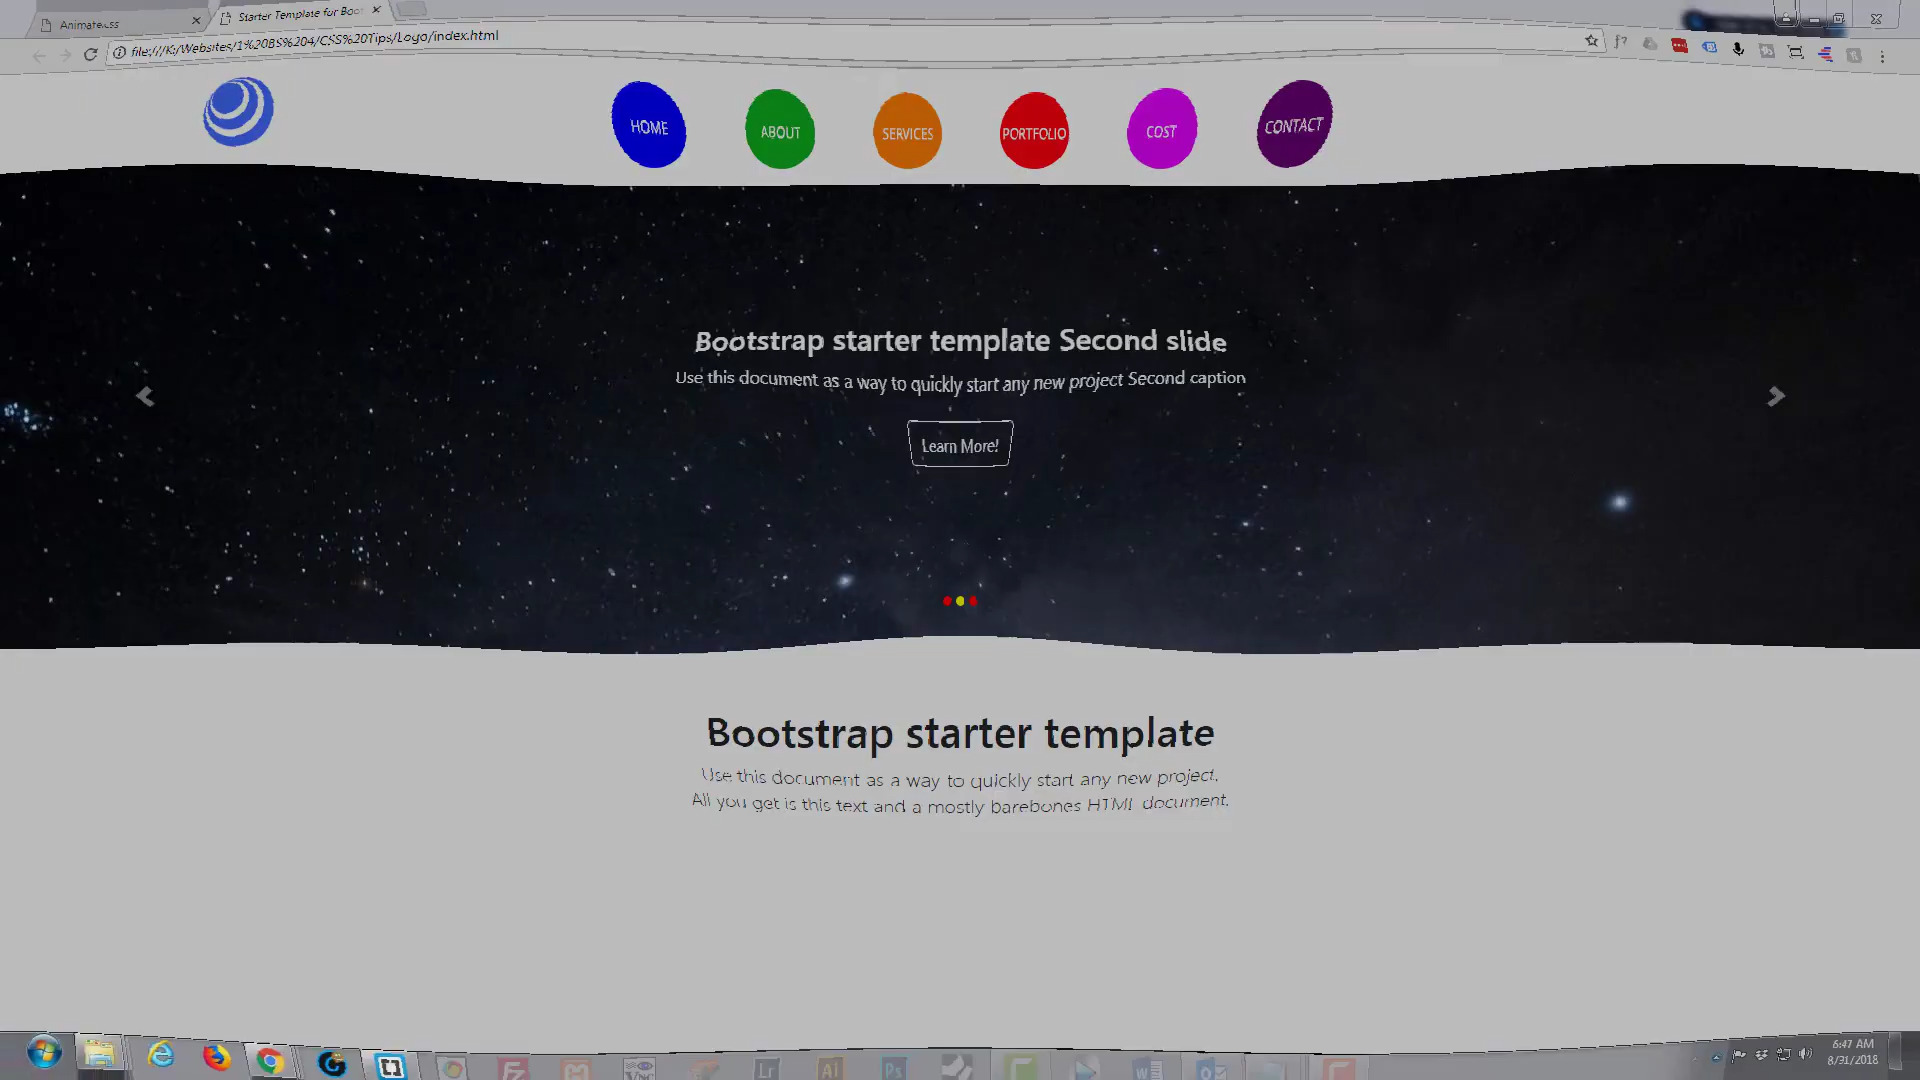 Animate.css
Starter Template for Boo
file:///K:/Websites/1%20BS%204/CSS%20Tips/Logo/index.html
HOME
ABOUT
SERVICES
PORTFOLIO
COST
CONTACT
Bootstrap starter template Second slide
Use this document as a way to quickly start any new project Second caption
Learn More!
Bootstrap starter template
Use this document as a way to quickly start any new project.
All you get is this text and a mostly barebones HTML document.
Lr
Ai
Ps
6:47 AM
8/31/2018